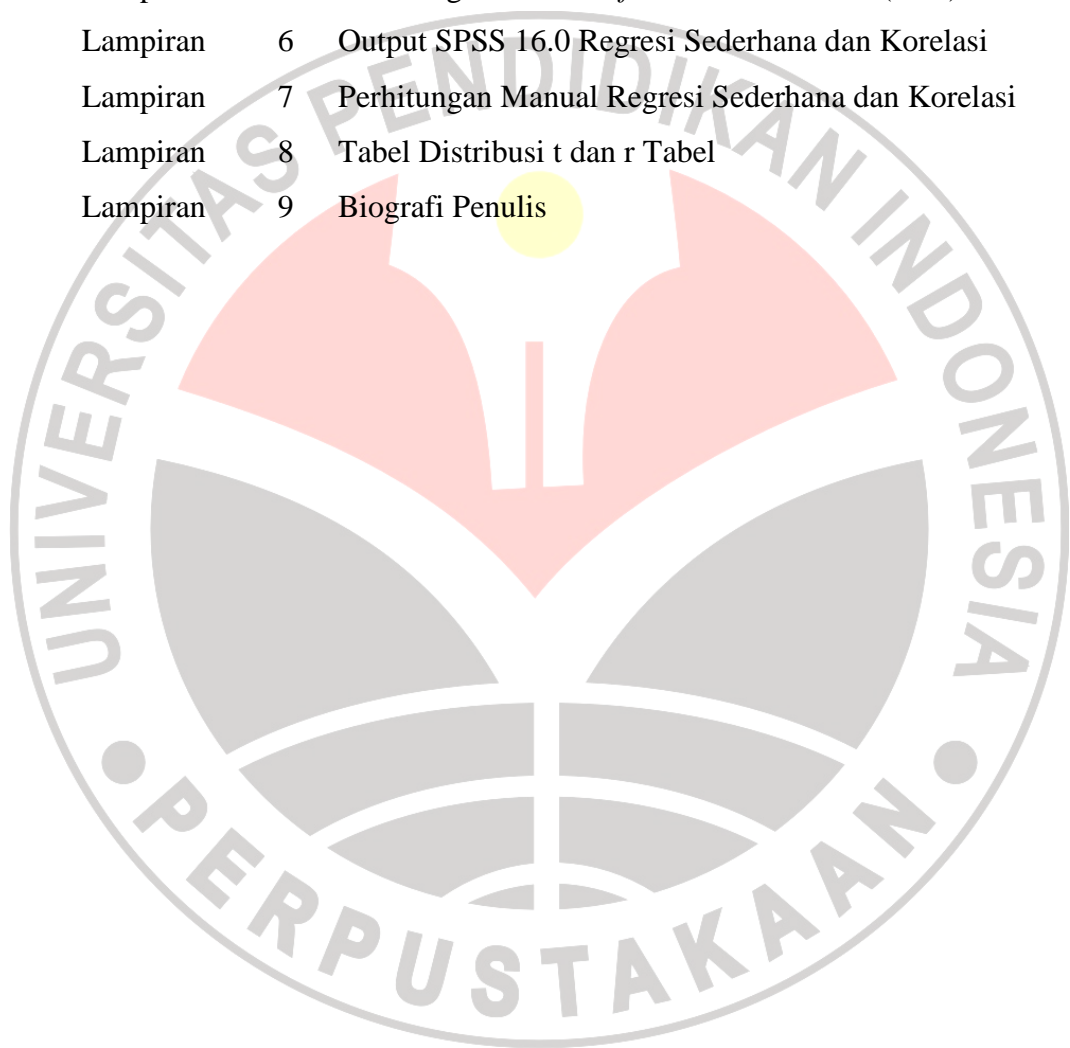 Lampiran 6 Output SPSS 16.0 Regresi Sederhana dan Korelasi
Lampiran 7 Perhitungan Manual Regresi Sederhana dan Korelasi
Lampiran 8 Tabel Distribusi t dan r Tabel
Lampiran 9 Biografi Penulis
UNIVERSITAS PENDIDIKAN INDONESIA
PERPUSTAKAAN